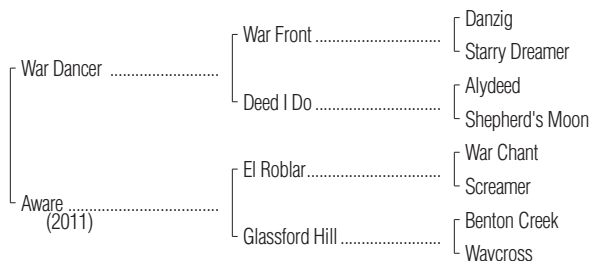 Danzig
War Front ..............................
Starry Dreamer
War Dancer ..........................
Alydeed
Deed I Do ..............................
Shepherd's Moon
War Chant
El Roblar................................
Screamer
Aware ....................................
(2011)
Benton Creek
Glassford Hill ........................
Waycross